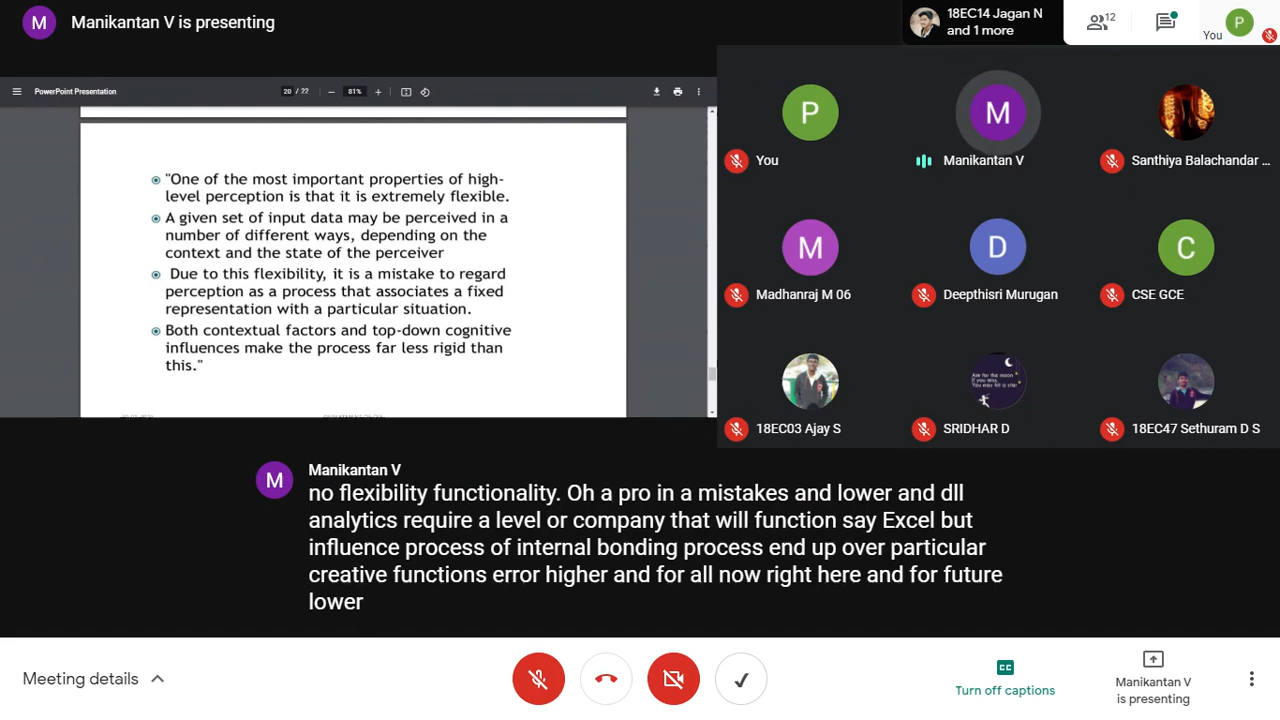 M Manikantan V is presenting
18EC14 Jagan N
and 1 more
12
You
P
PowerPoint Presentation
20 / 22
81%
"One of the most important properties of high-
level perception is that it is extremely flexible.
A given set of input data may be perceived in a
number of different ways, depending on the
context and the state of the perceiver
Due to this flexibility, it is a mistake to regard
perception as a process that associates a fixed
representation with a particular situation.
Both contextual factors and top-down cognitive
influences make the process far less rigid than
this."
P
You
M
Manikantan V
Santhiya Balachandar ...
M
Madhanraj M 06
D
Deepthisri Murugan
C
CSE GCE
18EC03 Ajay S
SRIDHAR D
18EC47 Sethuram D S
M
Manikantan V
no flexibility functionality. Oh a pro in a mistakes and lower and dll
analytics require a level or company that will function say Excel but
influence process of internal bonding process end up over particular
creative functions error higher and for all now right here and for future
lower
Meeting details
CC
Turn off captions
Manikantan V
is presenting